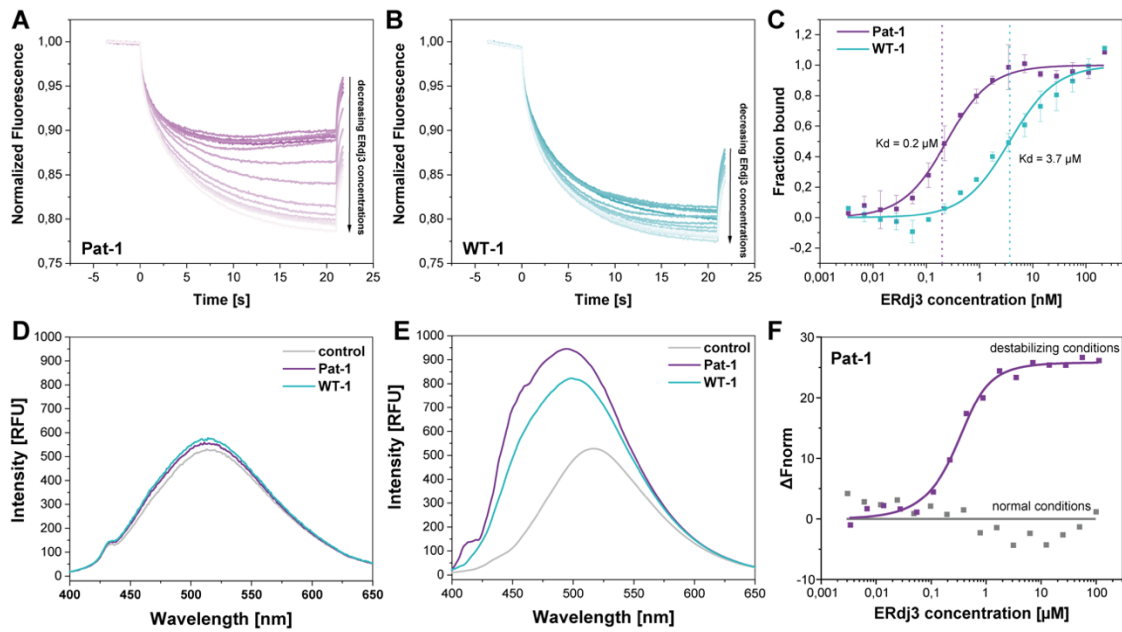 A
Normalized Fluorescence
1,00
0,95
0,90
0,85
0,80
0,75
-5
0
5
10
15
20
25
Time [s]
Pat-1
decreasing ERdj3 concentrations
B
Normalized Fluorescence
1,00
0,95
0,90
0,85
0,80
0,75
-5
0
5
10
15
20
25
Time [s]
WT-1
decreasing ERdj3 concentrations
C
Pat-1
WT-1
Fraction bound
1,2
1,0
0,8
0,6
0,4
0,2
0,0
-0,2
Kd = 0.2 µM
Kd = 3.7 µM
0,001
0,01
0,1
1
10
100
ERdj3 concentration [nM]
D
control
Pat-1
WT-1
Intensity [RFU]
1000
900
800
700
600
500
400
300
200
100
0
400
450
500
550
600
650
Wavelength [nm]
E
control
Pat-1
WT-1
Intensity [RFU]
1000
900
800
700
600
500
400
300
200
100
0
400
450
500
550
600
650
Wavelength [nm]
F
Pat-1
destabilizing conditions
normal conditions
ΔFnorm
30
20
10
0
-10
0,001
0,01
0,1
1
10
100
ERdj3 concentration [µM]